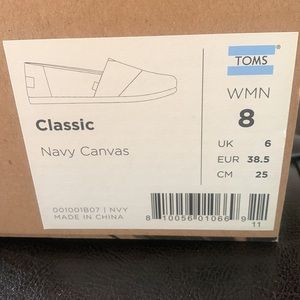 TOMS
WMN
8
Classic
Navy Canvas
UK 6
EUR 38.5
CM 25
001001B07 | NVY
MADE IN CHINA
8 10056 01066 9
11